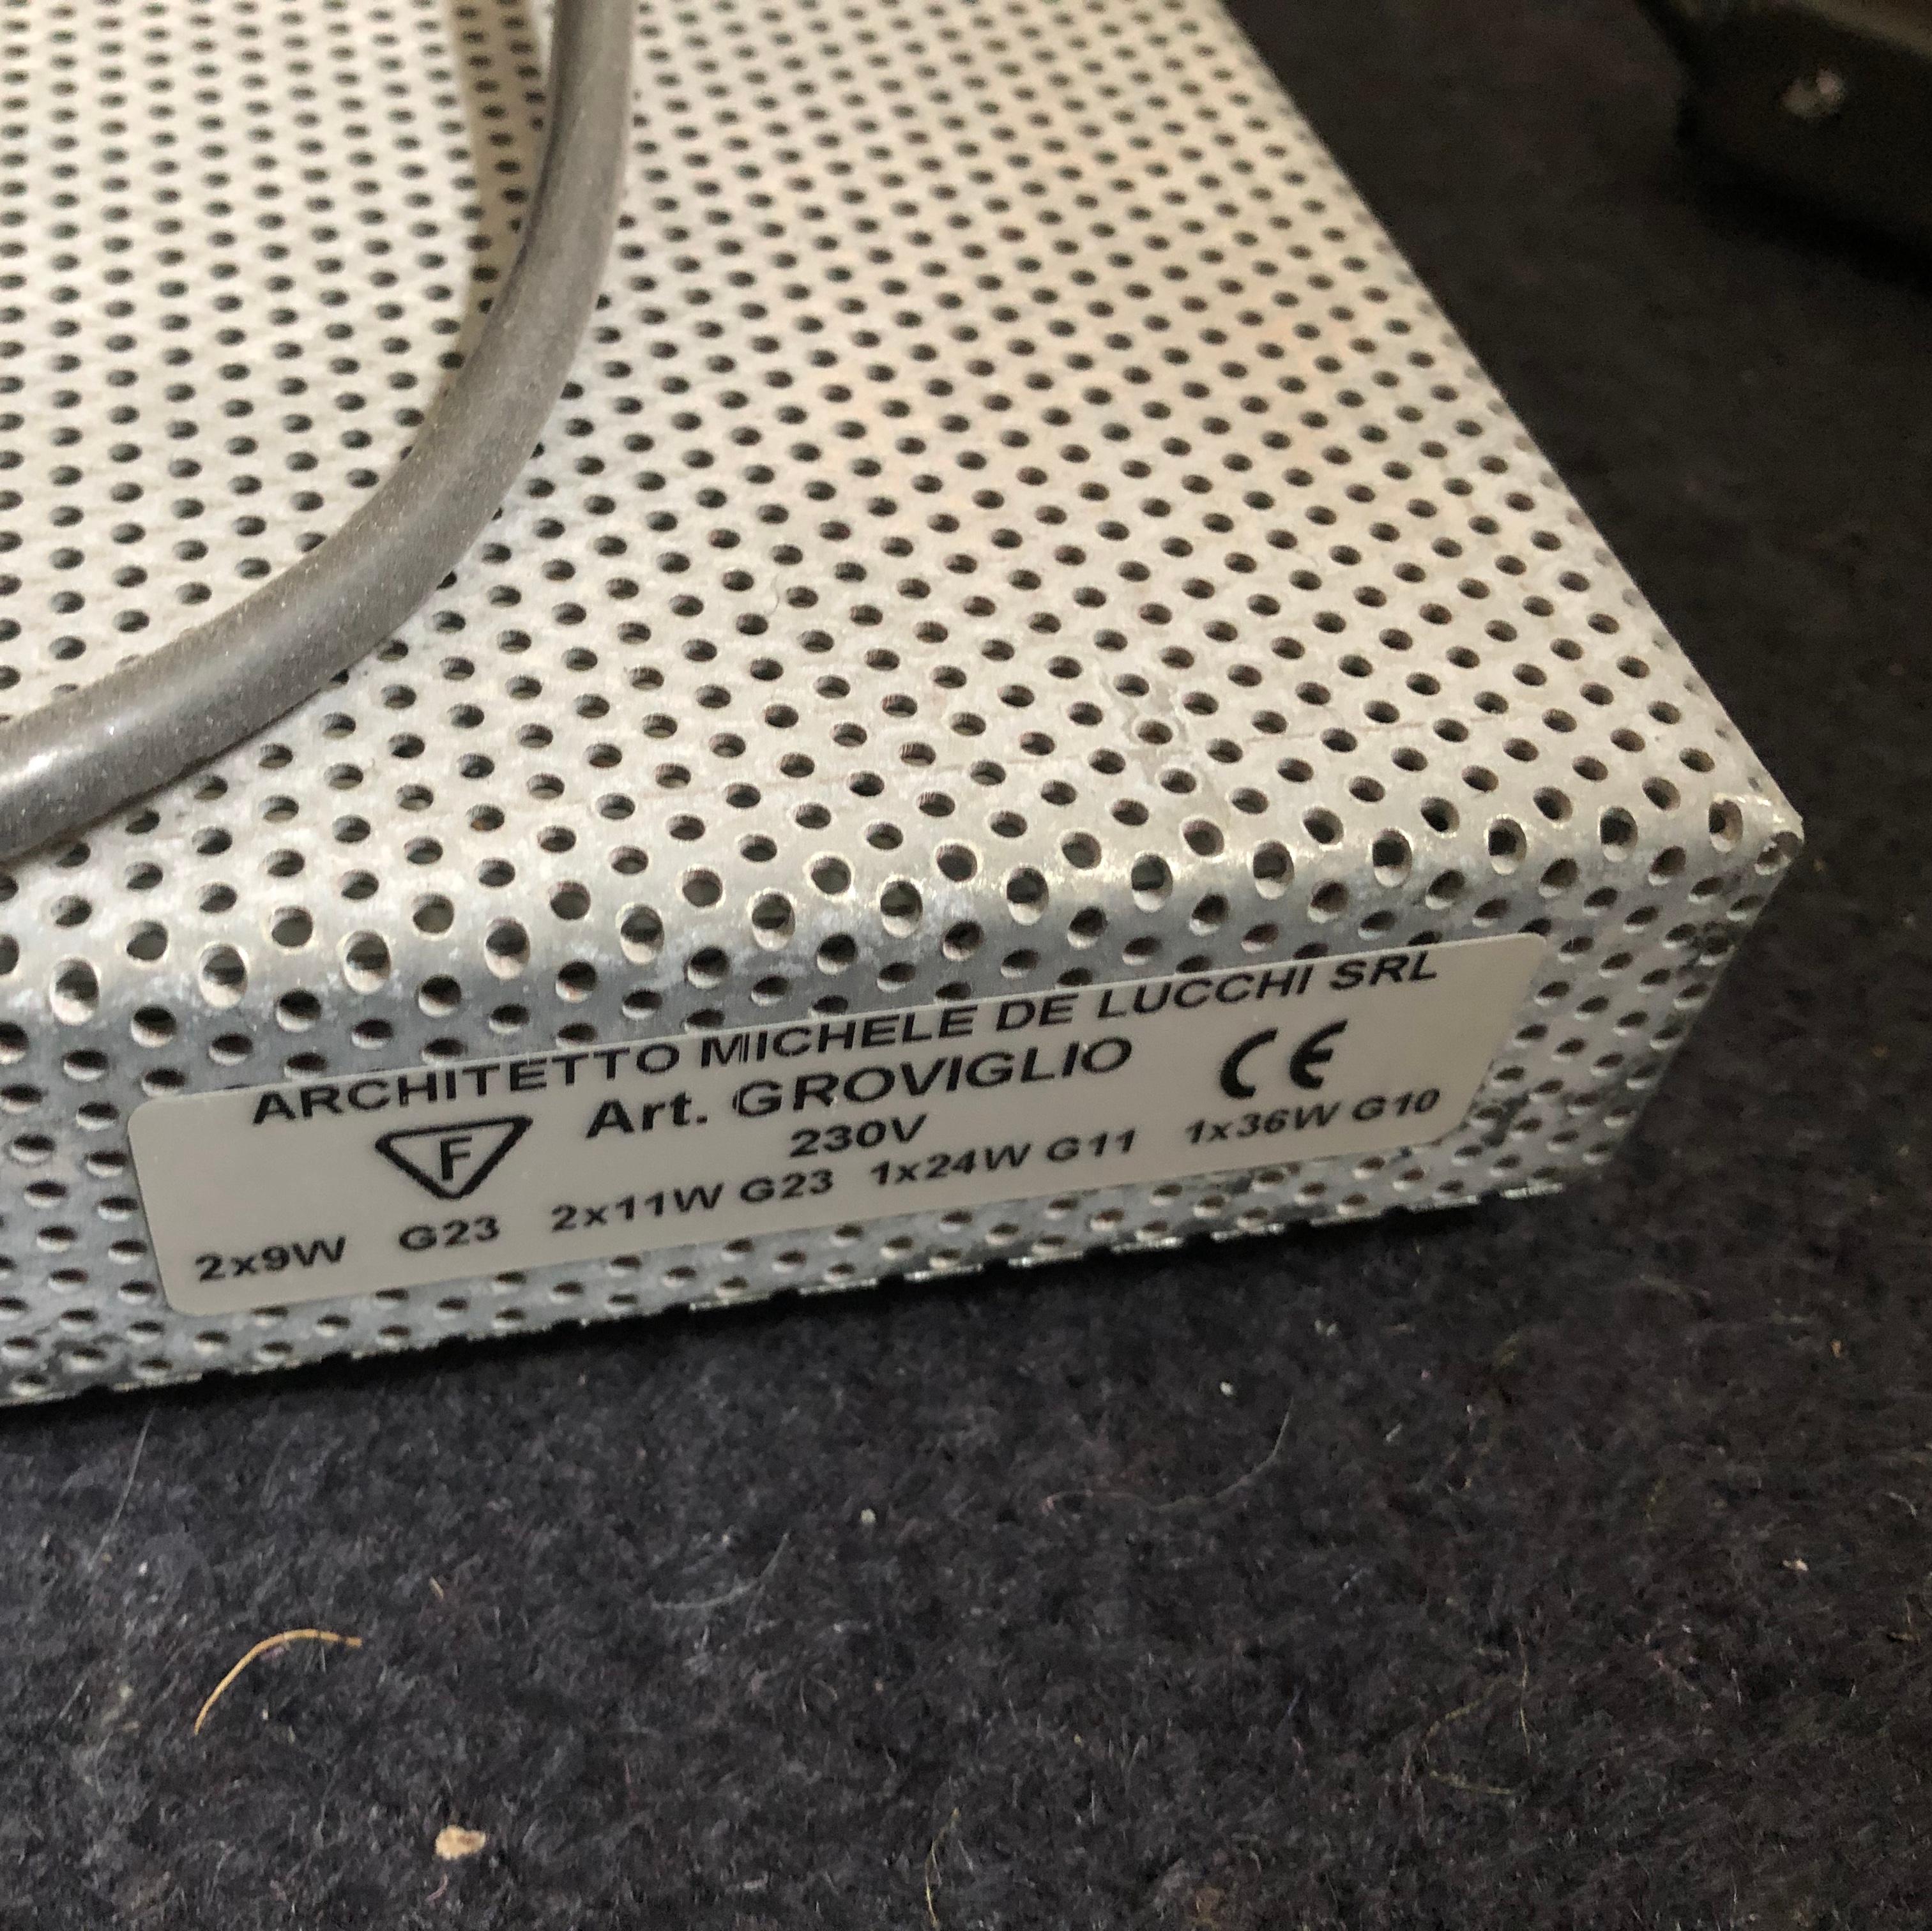 ARCHITETTO MICHELE DE LUCCHI SRL
Art. GROVIGLIO CE
F 230V
2x9W G23 2x11W G23 1x24W G11 1x36W G10